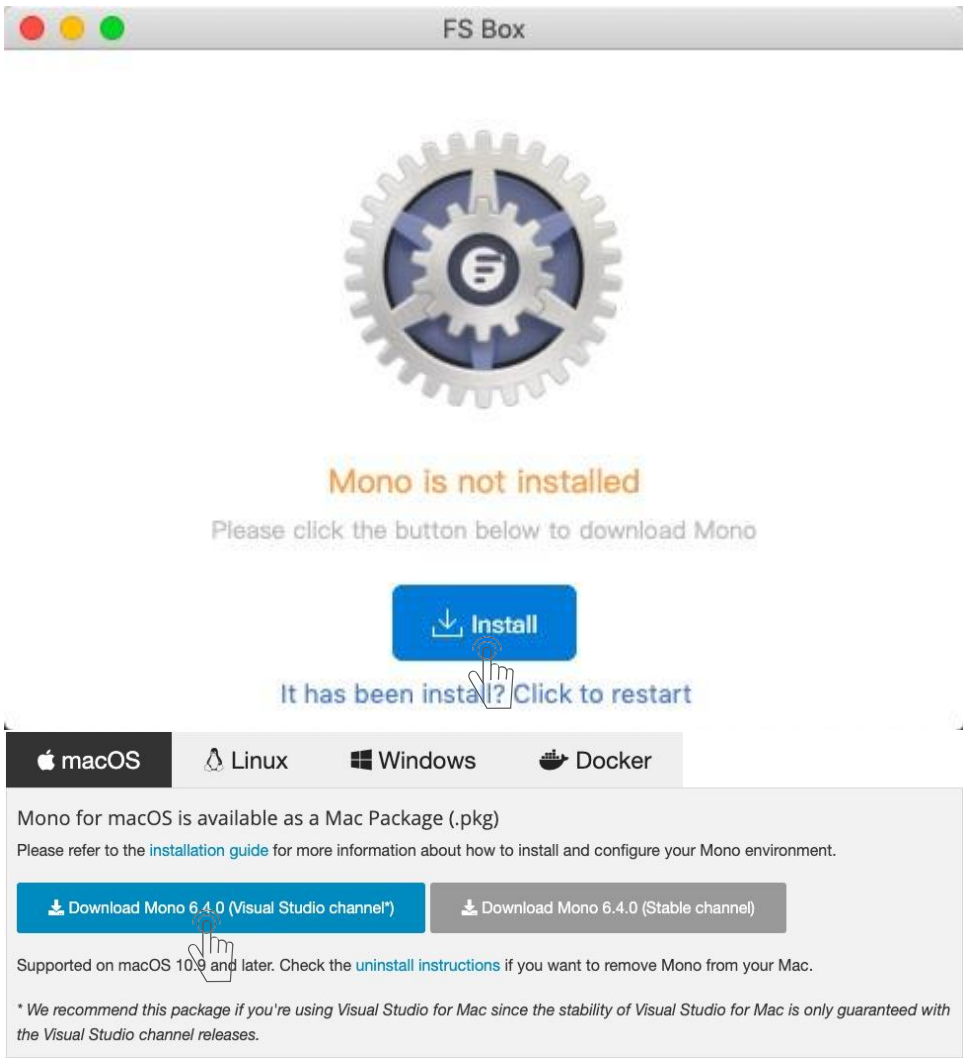 FS Box
Mono is not installed
Please click the button below to download Mono
Install
It has been install? Click to restart
macOS Linux Windows Docker
Mono for macOS is available as a Mac Package (.pkg)
Please refer to the installation guide for more information about how to install and configure your Mono environment.
Download Mono 6.4.0 (Visual Studio channel*) Download Mono 6.4.0 (Stable channel)
Supported on macOS 10.9 and later. Check the uninstall instructions if you want to remove Mono from your Mac.
* We recommend this package if you're using Visual Studio for Mac since the stability of Visual Studio for Mac is only guaranteed with
the Visual Studio channel releases.